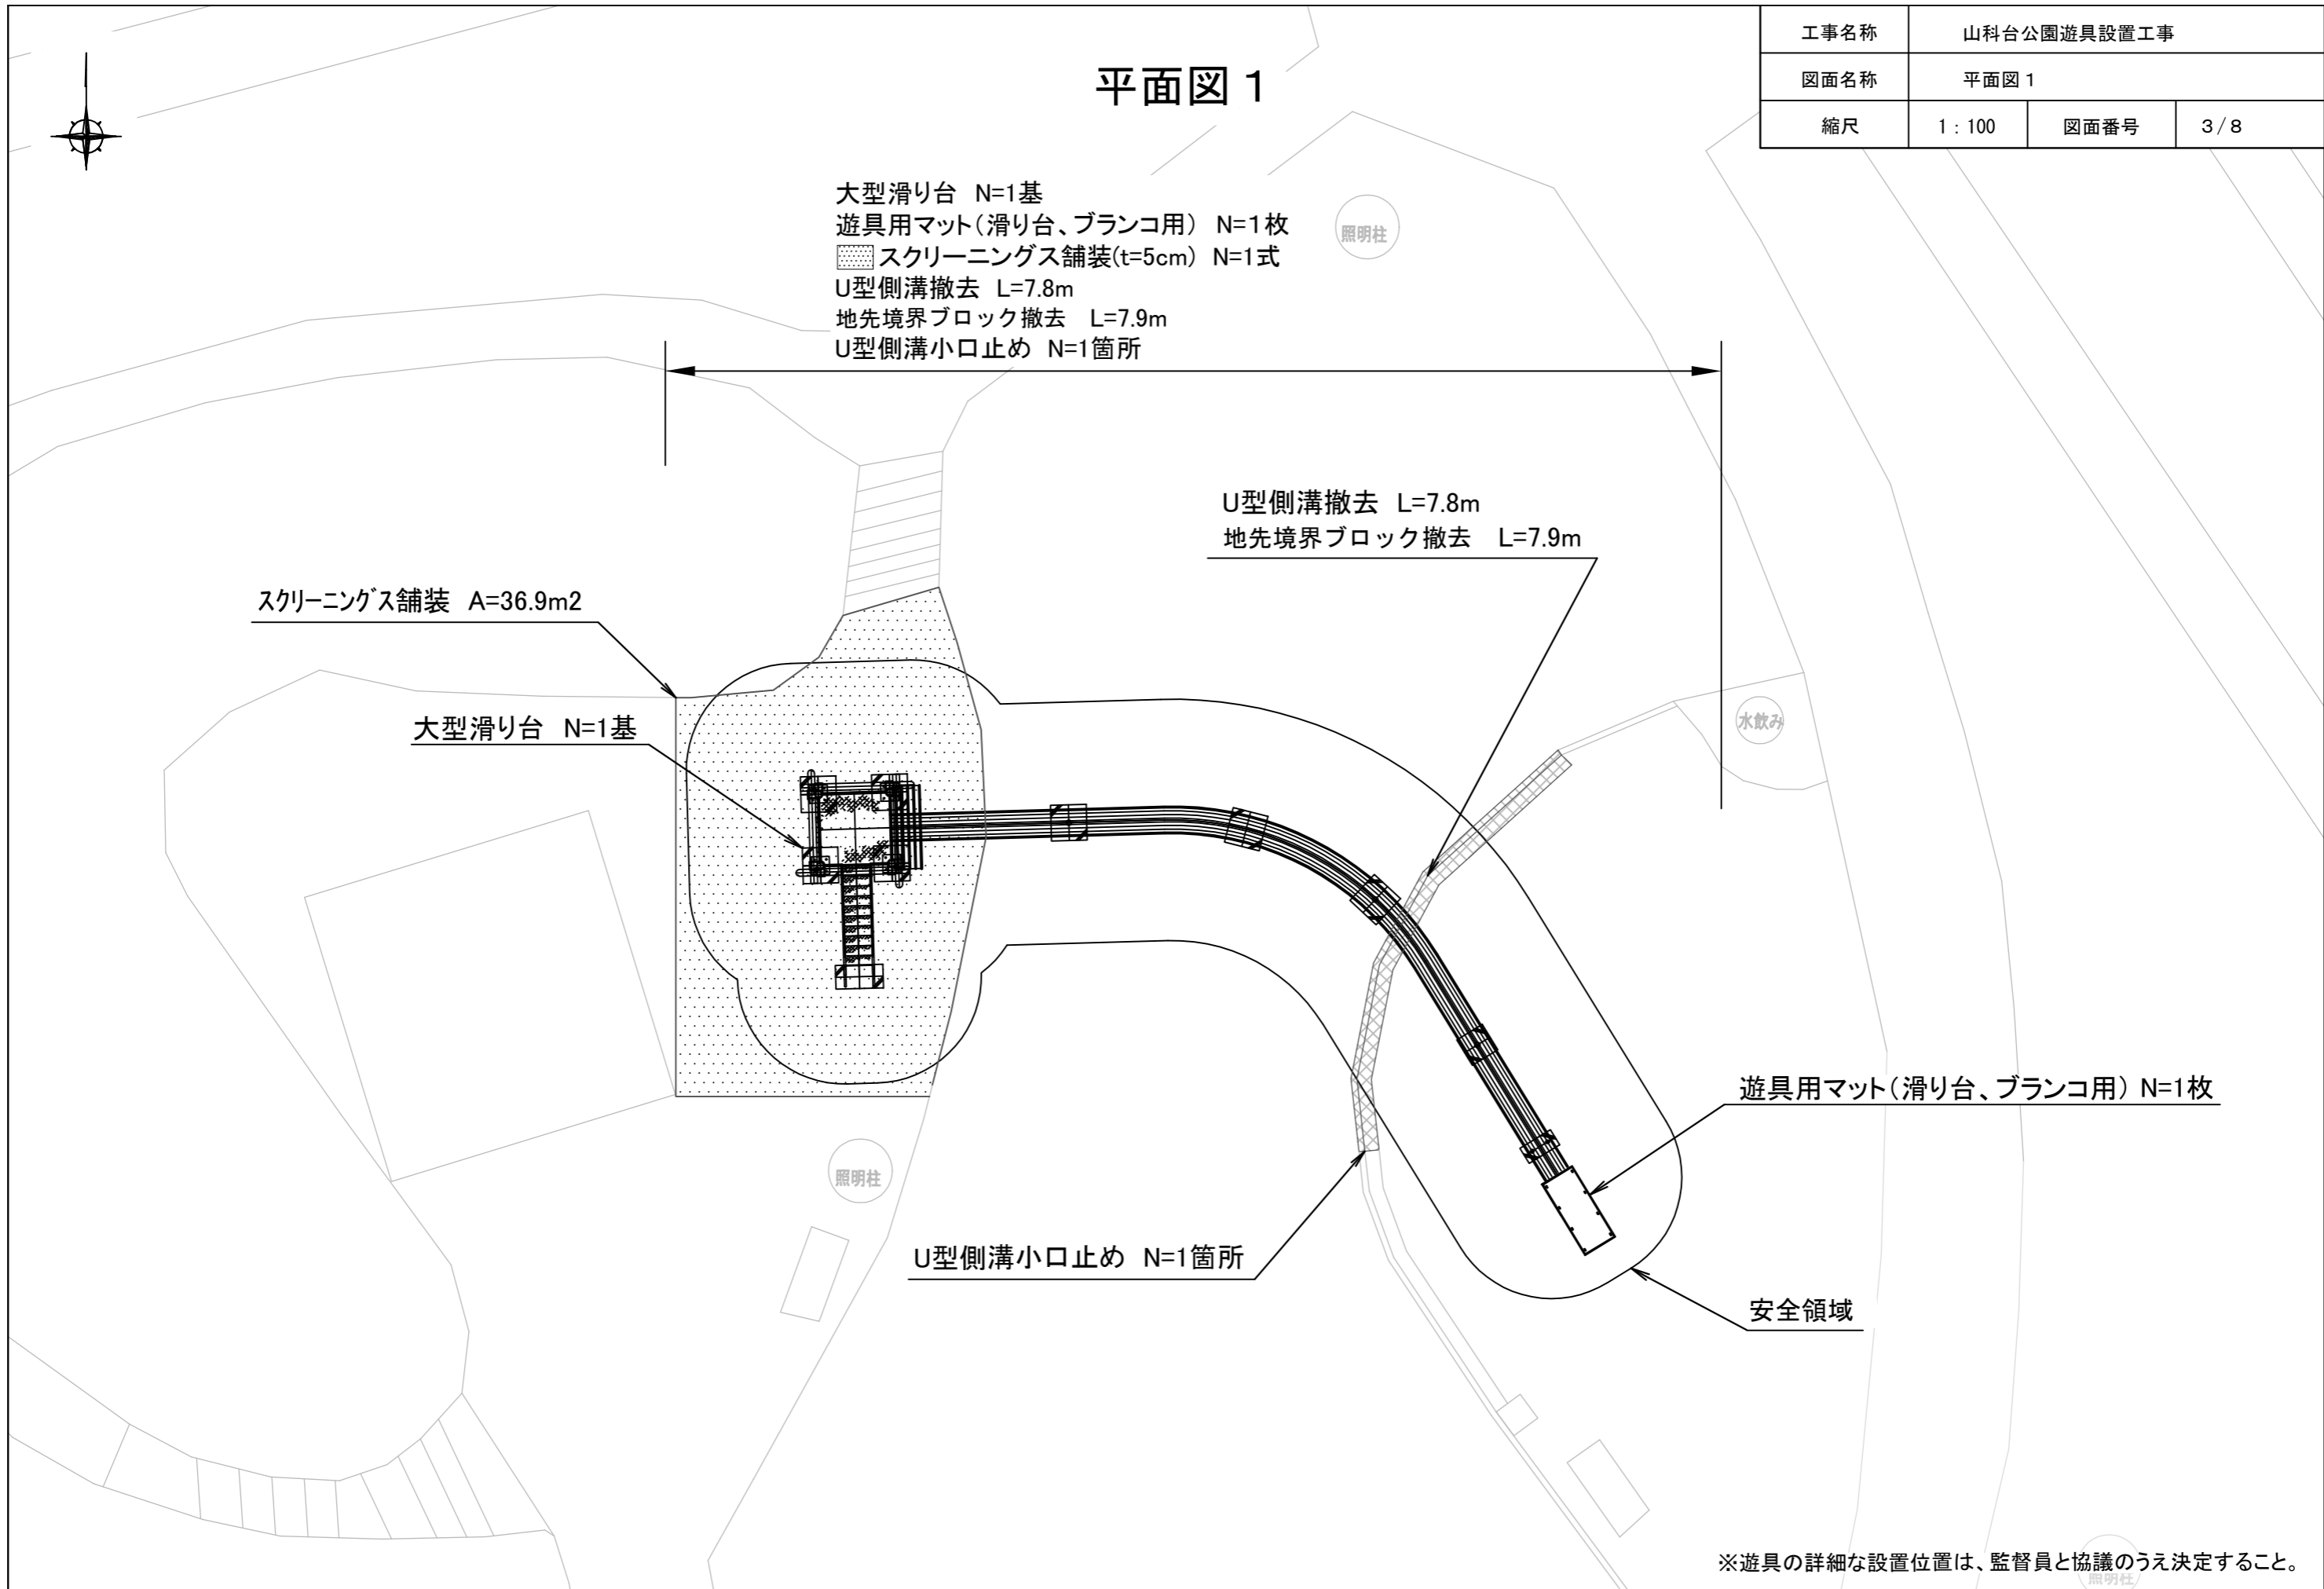 工事名称 山科台公園遊具設置工事
図面名称 平面図1
縮尺 1:100 図面番号 3/8
平面図1
大型滑り台 N=1基
遊具用マット(滑り台、ブランコ用) N=1枚
スクリーニングス舗装(t=5cm) N=1式
U型側溝撤去 L=7.8m
地先境界ブロック撤去 L=7.9m
U型側溝小口止め N=1箇所
照明柱
U型側溝撤去 L=7.8m
地先境界ブロック撤去 L=7.9m
スクリーニングス舗装 A=36.9m2
大型滑り台 N=1基
水飲み
遊具用マット(滑り台、ブランコ用) N=1枚
照明柱
U型側溝小口止め N=1箇所
安全領域
※遊具の詳細な設置位置は、監督員と協議のうえ決定すること。
照明柱